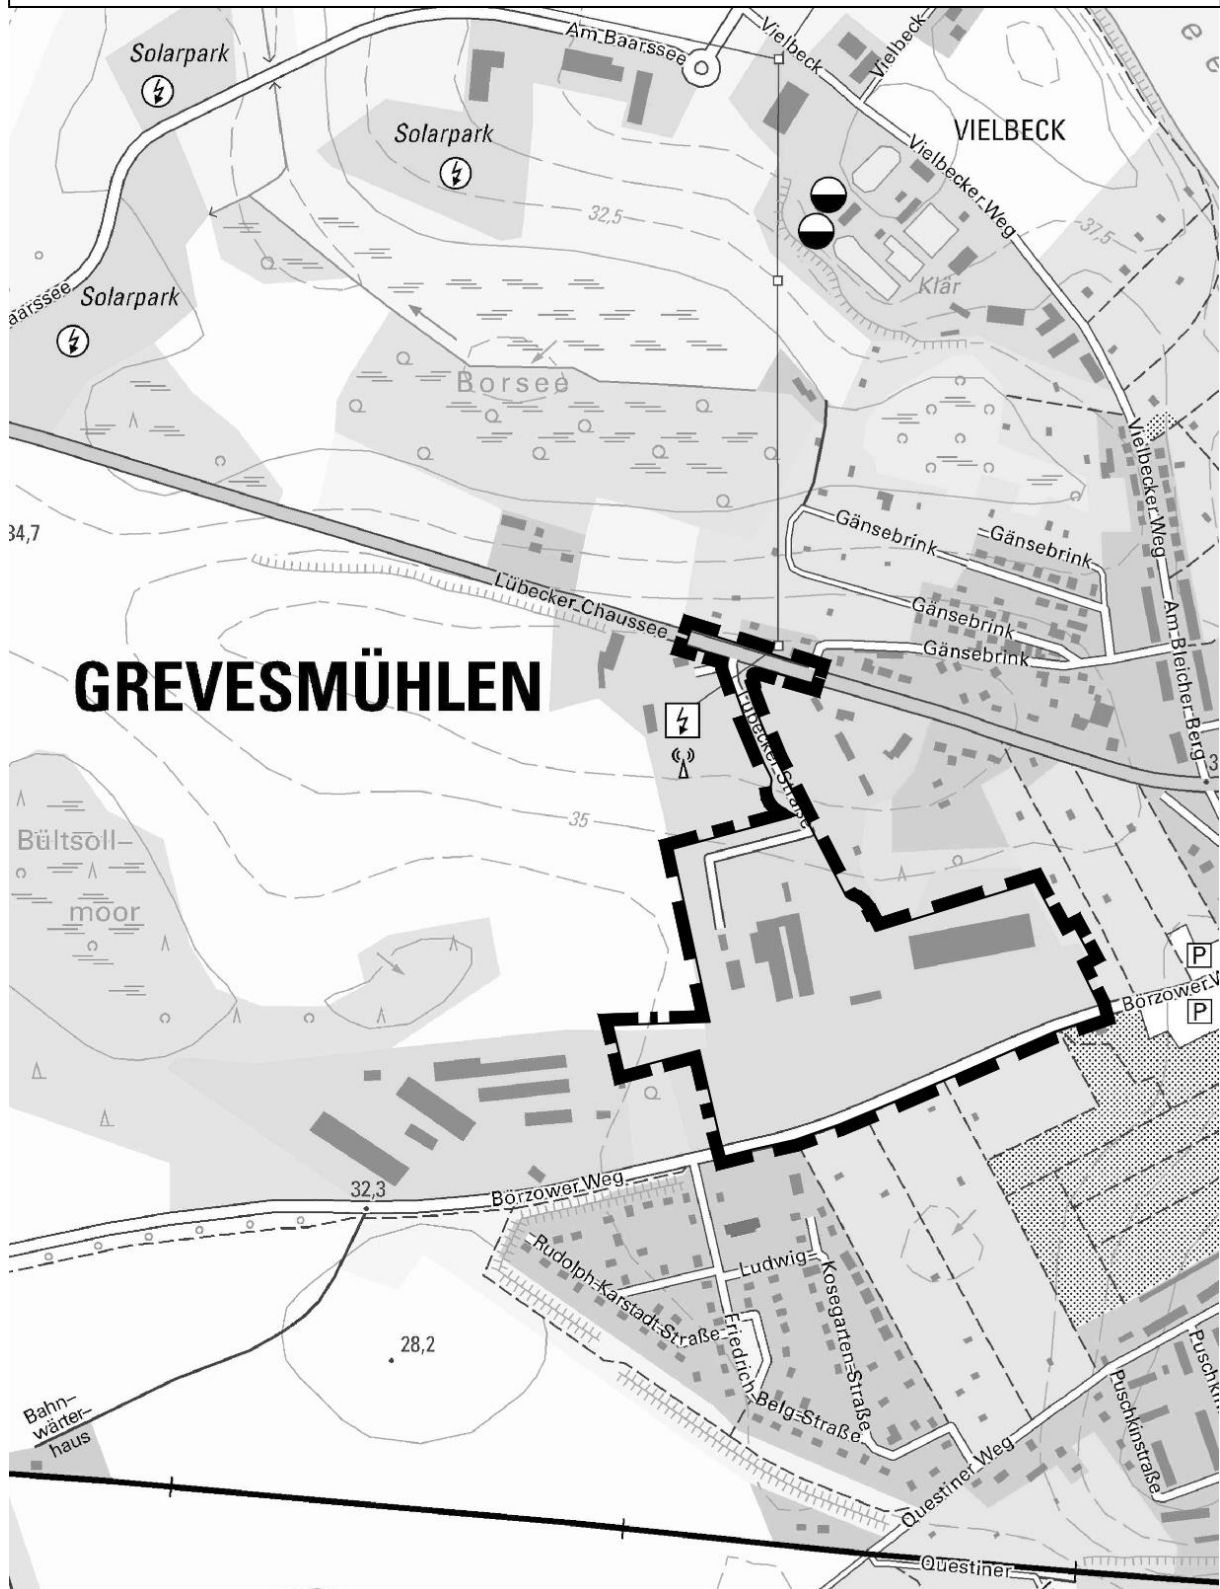 Am Baarssee
Vielbeck
Vielbeck
Solarpark
Solarpark
VIELBECK
Vielbecker Weg
32,5
37,5
Klär
Solarpark
aarssee
Borsee
Vielbecker Weg
34,7
Gänsebrink
Gänsebrink
Lübecker Chaussee
Gänsebrink
Gänsebrink
Am Bleicher Berg
GREVESMÜHLEN
Lübecker Straße
35
Bültsoll-
moor
P
Börzower W
P
32,3
Börzower Weg
Rudolph-Karstadt-Straße
Ludwig
Kosegarten-Straße
Friedrich-Belg-Straße
28,2
Puschkin
Puschkinstraße
Bahn-
wärter-
haus
Questiner Weg
Questiner